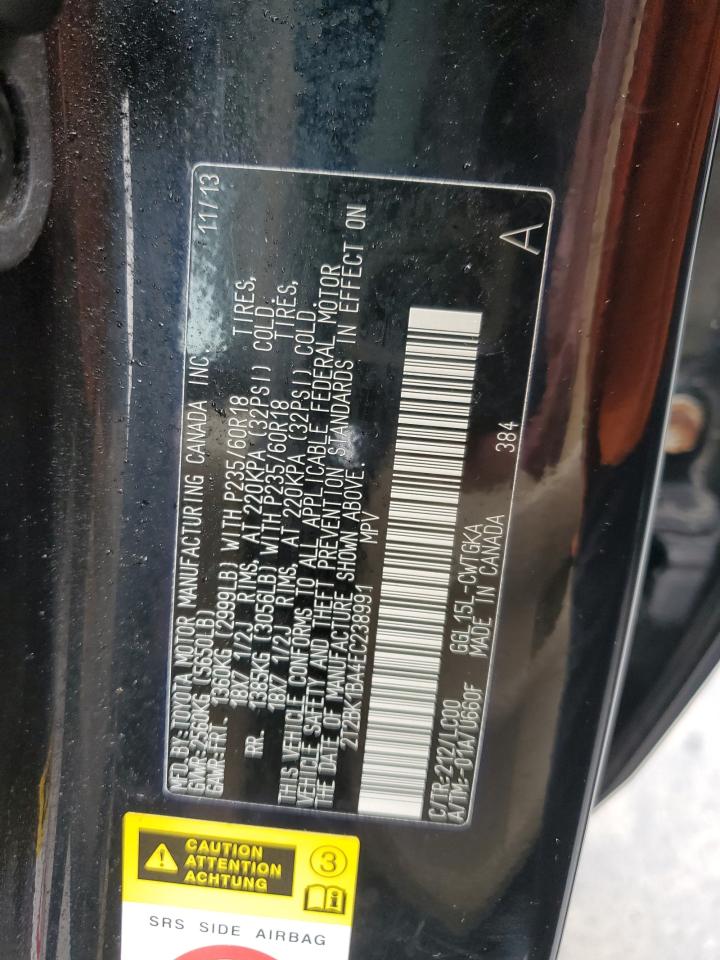 MFD.BY:TOYOTA MOTOR MANUFACTURING CANADA INC. 11/13
GVWR:2560KG (5650LB)
GAWR:FRT. 1360KG (2999LB) WITH P235/60R18 TIRES,
18X7 1/2J RIMS, AT 220KPA (32PSI) COLD
RR. 1385KG (3056LB) WITH P235/60R18 TIRES,
18X7 1/2J RIMS, AT 220KPA (32PSI) COLD
THIS VEHICLE CONFORMS TO ALL APPLICABLE FEDERAL MOTOR
VEHICLE SAFETY AND THEFT PREVENTION STANDARDS IN EFFECT ON
THE DATE OF MANUFACTURE SHOWN ABOVE.
2T2BK1BA4EC238991 MPV
C/TR:212/LC00 GGL15L-CWTGKA 384
A/TM:-01A/U660F MADE IN CANADA
A
CAUTION
ATTENTION
ACHTUNG
3
SRS SIDE AIRBAG